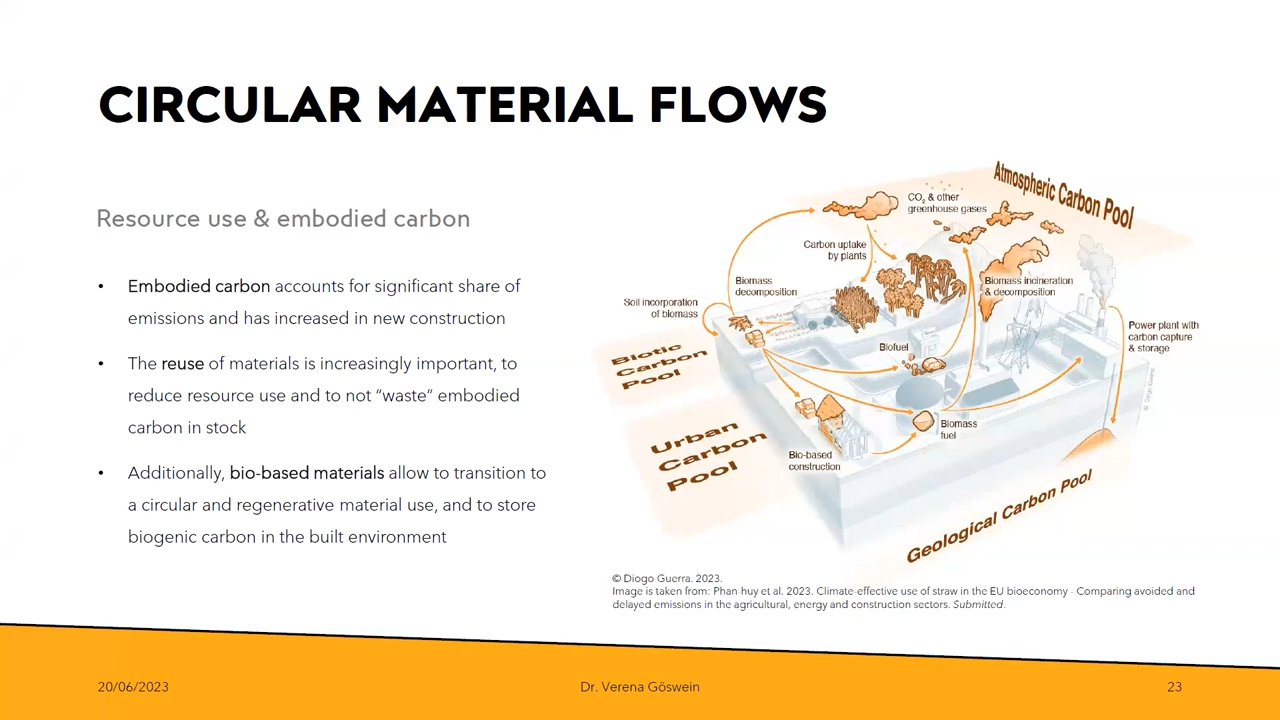 CIRCULAR MATERIAL FLOWS
Resource use & embodied carbon
• Embodied carbon accounts for significant share of
emissions and has increased in new construction
• The reuse of materials is increasingly important, to
reduce resource use and to not “waste” embodied
carbon in stock
• Additionally, bio-based materials allow to transition to
a circular and regenerative material use, and to store
biogenic carbon in the built environment
Atmospheric Carbon Pool
CO₂ & other
greenhouse gases
Carbon uptake
by plants
Biomass
decomposition
Biomass incineration
& decomposition
Soil incorporation
of biomass
Power plant with
carbon capture
& storage
Biofuel
Biotic
Carbon
Pool
Urban
Carbon
Pool
Biomass
fuel
Bio-based
construction
Geological Carbon Pool
© Diogo Guerra
© Diogo Guerra. 2023.
Image is taken from: Phan-huy et al. 2023. Climate-effective use of straw in the EU bioeconomy - Comparing avoided and
delayed emissions in the agricultural, energy and construction sectors. Submitted.
20/06/2023
Dr. Verena Göswein
23